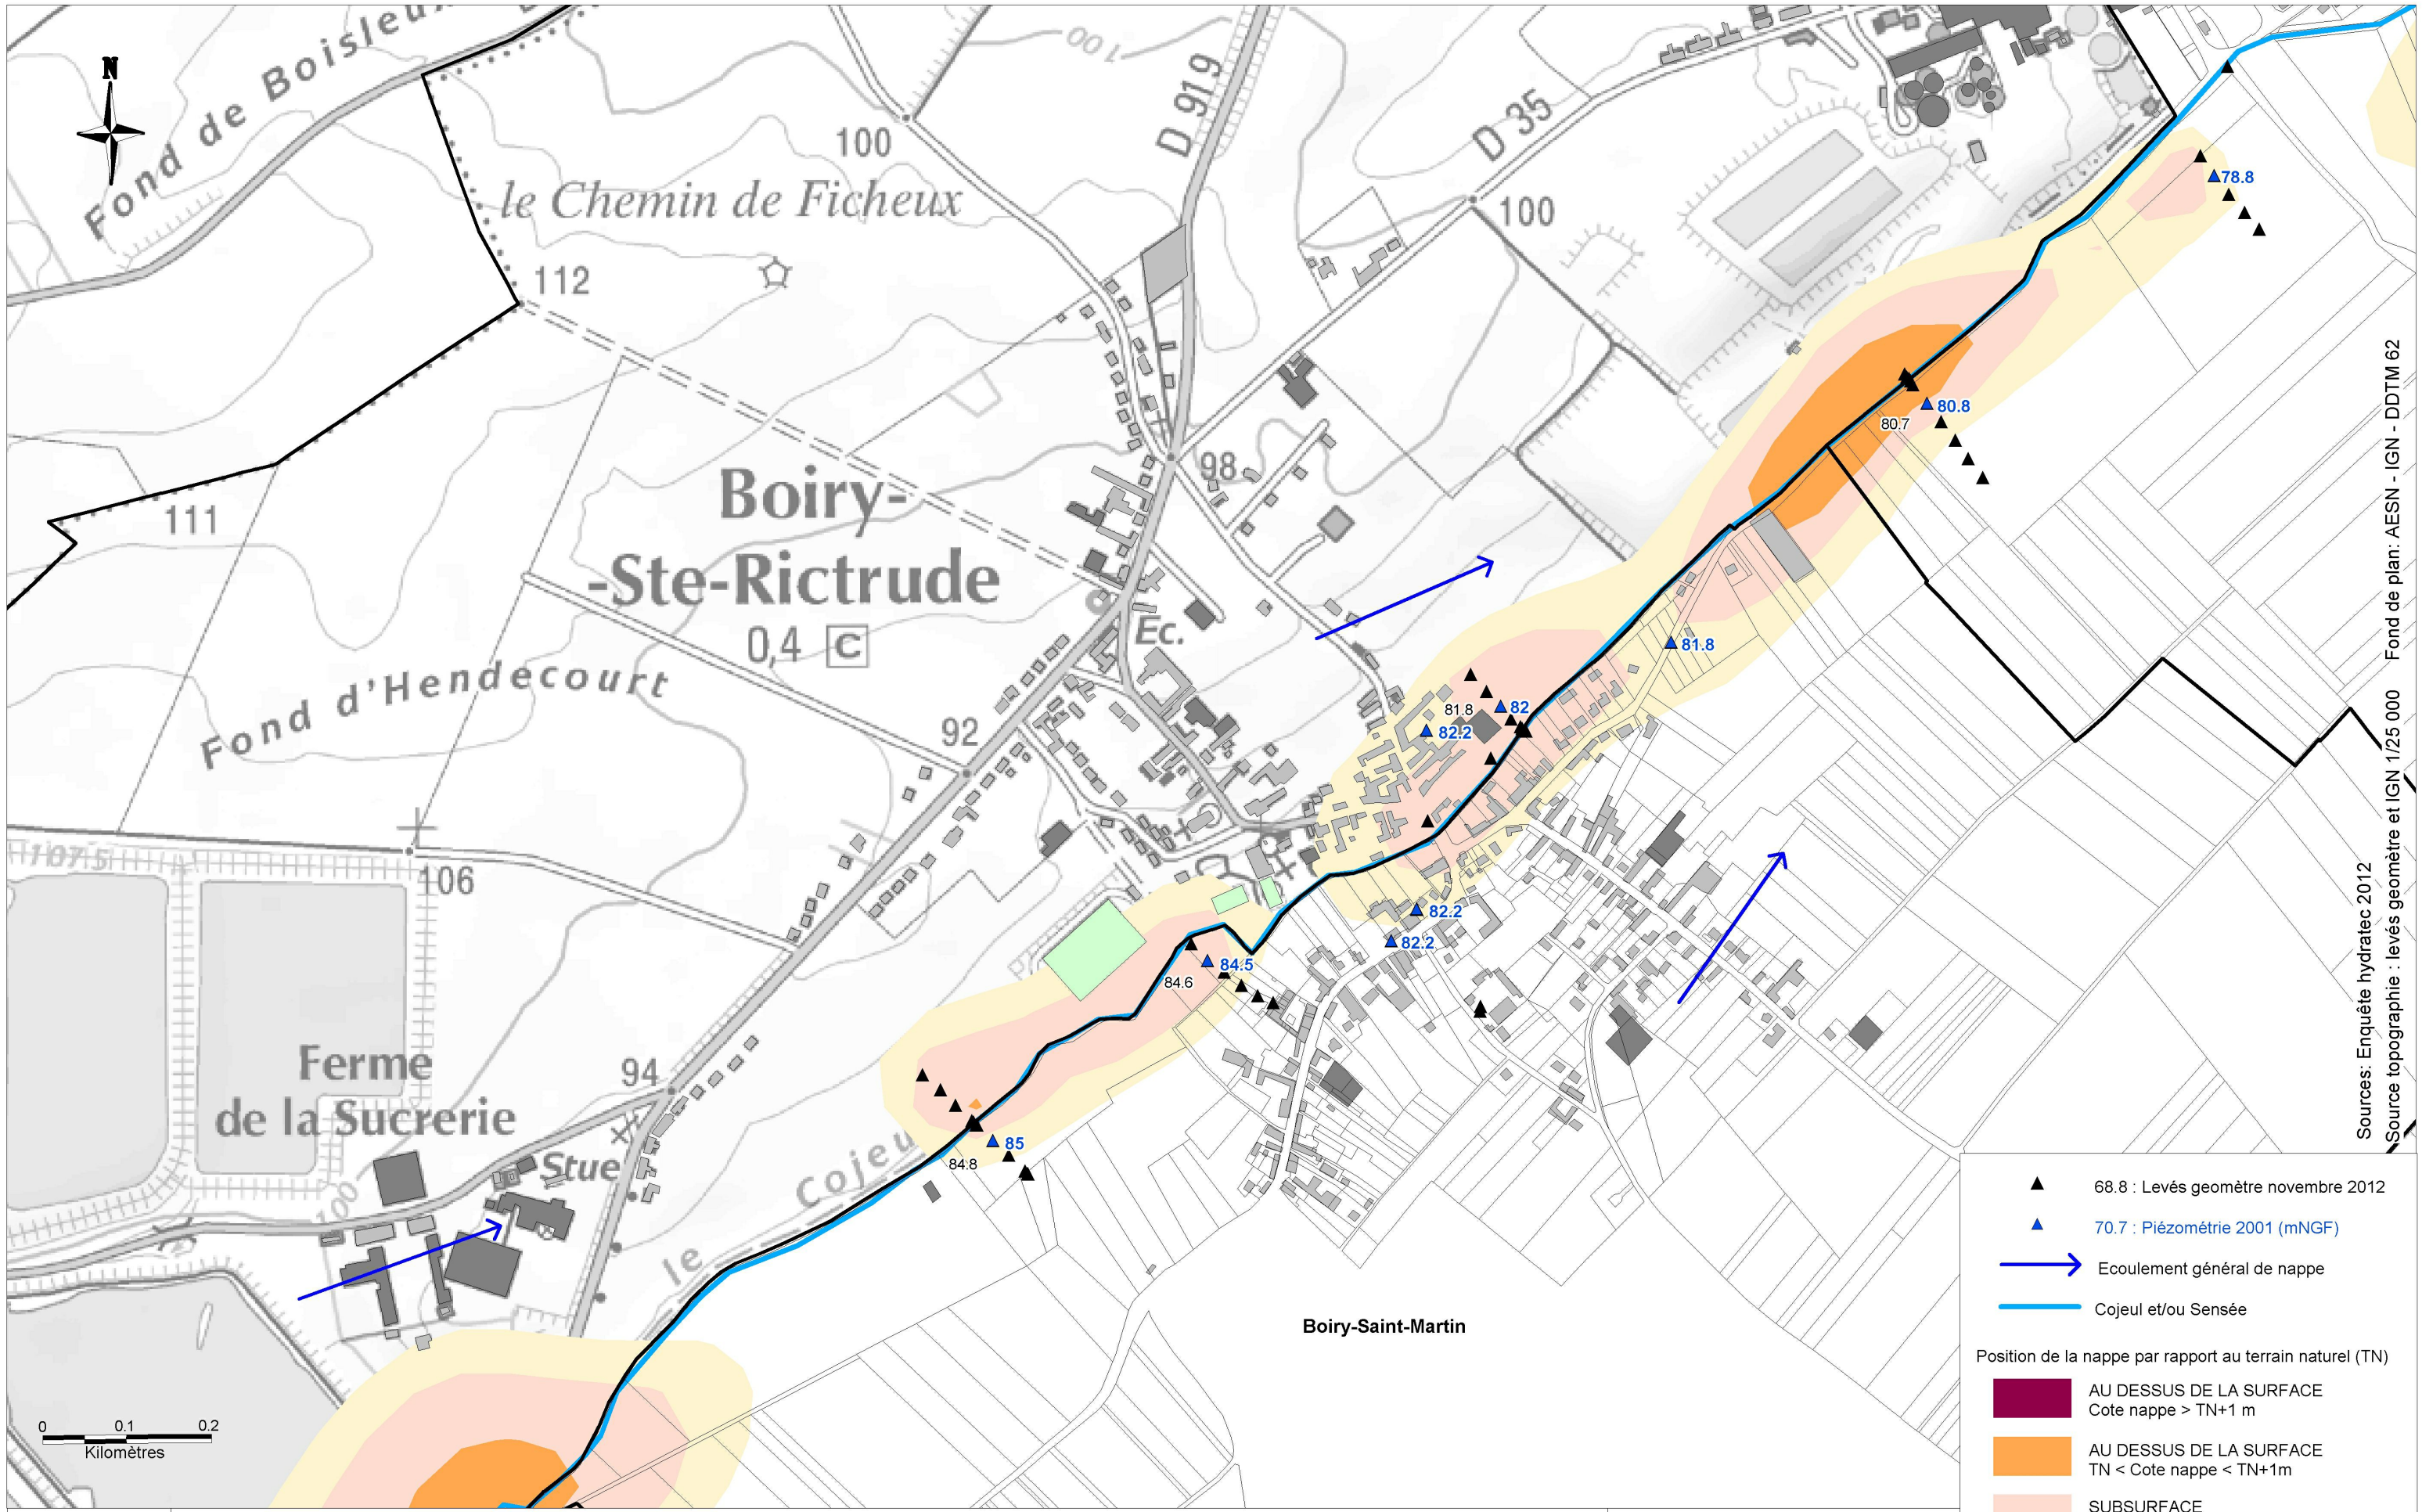 Fond de Boisleux
N
100
D 919
100
D 35
le Chemin de Ficheux
100
112
78.8
80.8
80.7
98
111
Boiry-
-Ste-Rictrude
0,4 C
Ec.
Fond d'Hendecourt
81.8
82
81.8
82.2
92
107.5
106
82.2
82.2
84.5
84.6
Ferme
de la Sucrerie
94
Stue
85
84.8
le Cojeu
100
Boiry-Saint-Martin
0 0.1 0.2
Kilomètres
Sources: Enquête hydratec 2012
Source topographie : levés geomètre et IGN 1/25 000 Fond de plan: AESN - IGN - DDTM 62
68.8 : Levés geomètre novembre 2012
70.7 : Piézométrie 2001 (mNGF)
Ecoulement général de nappe
Cojeul et/ou Sensée
Position de la nappe par rapport au terrain naturel (TN)
AU DESSUS DE LA SURFACE
Cote nappe > TN+1 m
AU DESSUS DE LA SURFACE
TN < Cote nappe < TN+1m
SUBSURFACE